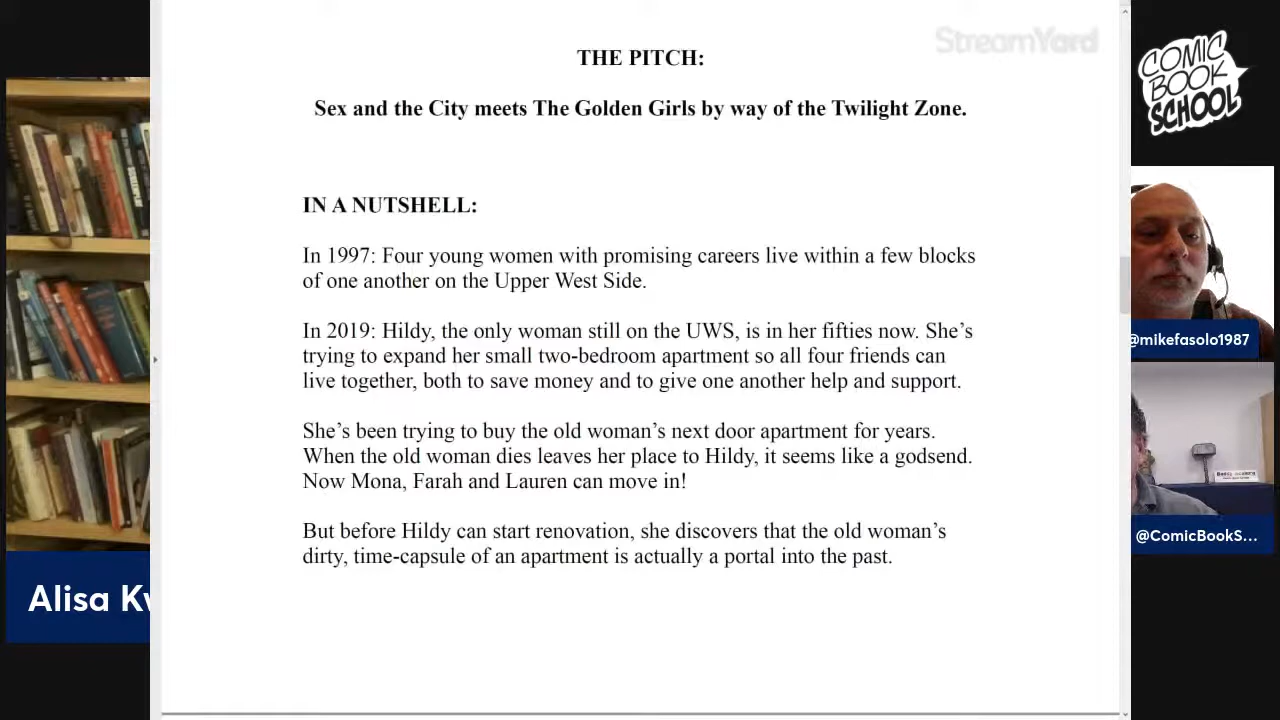 StreamYard
THE PITCH:
Sex and the City meets The Golden Girls by way of the Twilight Zone.
IN A NUTSHELL:
In 1997: Four young women with promising careers live within a few blocks
of one another on the Upper West Side.
In 2019: Hildy, the only woman still on the UWS, is in her fifties now. She's
trying to expand her small two-bedroom apartment so all four friends can
live together, both to save money and to give one another help and support.
She's been trying to buy the old woman's next door apartment for years.
When the old woman dies leaves her place to Hildy, it seems like a godsend.
Now Mona, Farah and Lauren can move in!
But before Hildy can start renovation, she discovers that the old woman's
dirty, time-capsule of an apartment is actually a portal into the past.
COMIC
BOOK
SCHOOL
@mikefasolo1987
@ComicBookS...
Alisa